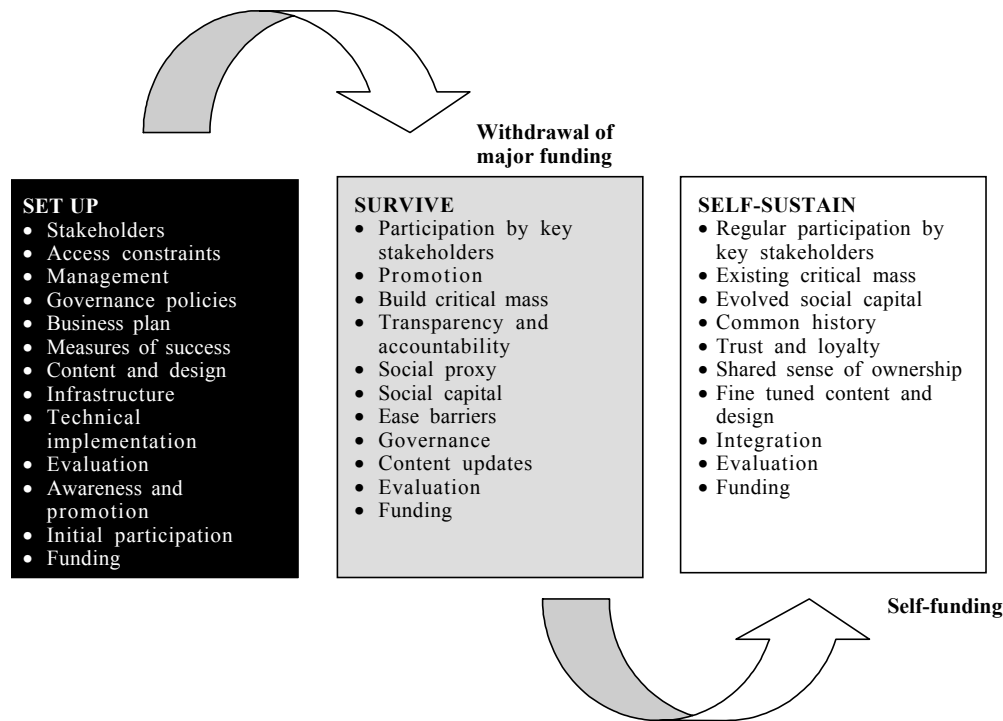 Withdrawal of
major funding
SET UP
• Stakeholders
• Access constraints
• Management
• Governance policies
• Business plan
• Measures of success
• Content and design
• Infrastructure
• Technical
implementation
• Evaluation
• Awareness and
promotion
• Initial participation
• Funding
SURVIVE
• Participation by key
stakeholders
• Promotion
• Build critical mass
• Transparency and
accountability
• Social proxy
• Social capital
• Ease barriers
• Governance
• Content updates
• Evaluation
• Funding
SELF-SUSTAIN
• Regular participation by
key stakeholders
• Existing critical mass
• Evolved social capital
• Common history
• Trust and loyalty
• Shared sense of ownership
• Fine tuned content and
design
• Integration
• Evaluation
• Funding
Self-funding